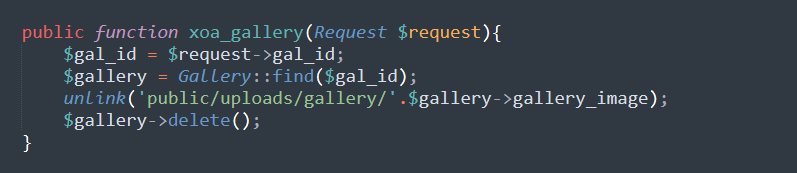 public function xoa_gallery(Request $request){
$gal_id = $request->gal_id;
$gallery = Gallery::find($gal_id);
unlink('public/uploads/gallery/'.$gallery->gallery_image);
$gallery->delete();
}